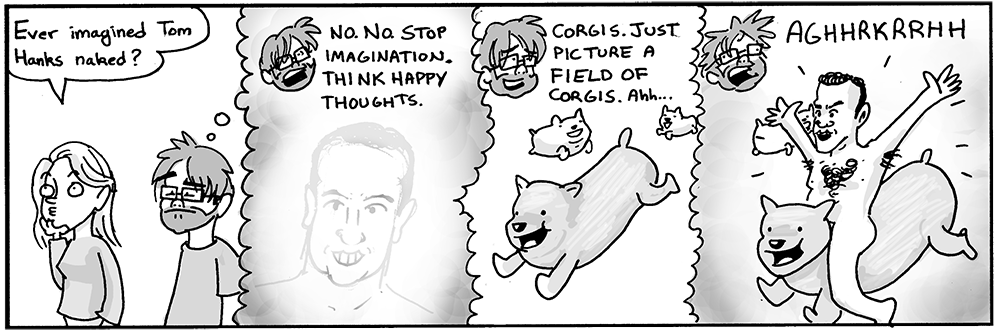 Ever imagined Tom
Hanks naked?
NO. NO. STOP
IMAGINATION.
THINK HAPPY
THOUGHTS.
CORGIS. JUST
PICTURE A
FIELD OF
CORGIS. Ahh...
AGHHRKRRHH